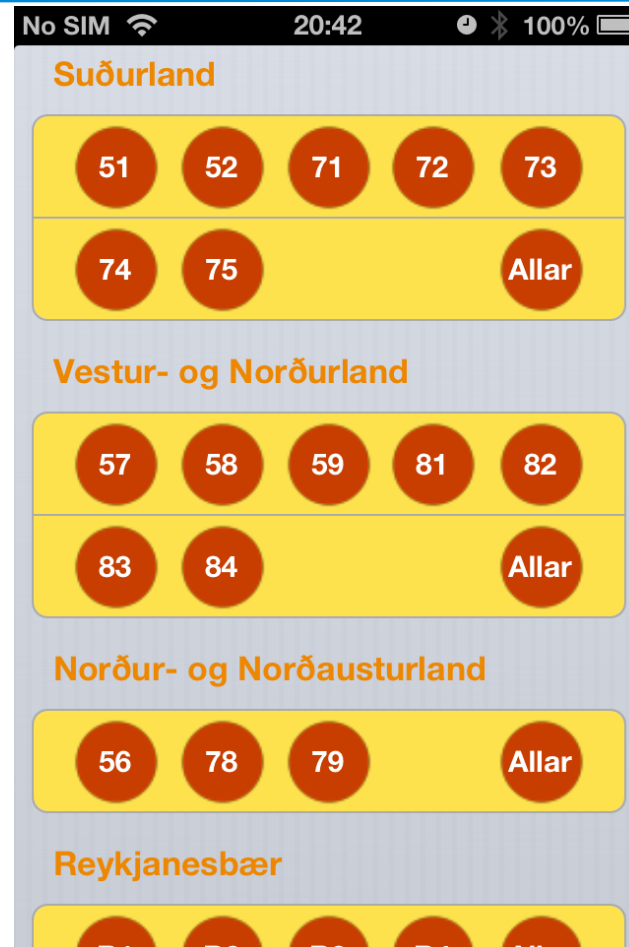 No SIM 20:42 100%
Suðurland
51 52 71 72 73
74 75 Allar
Vestur- og Norðurland
57 58 59 81 82
83 84 Allar
Norður- og Norðausturland
56 78 79 Allar
Reykjanesbær